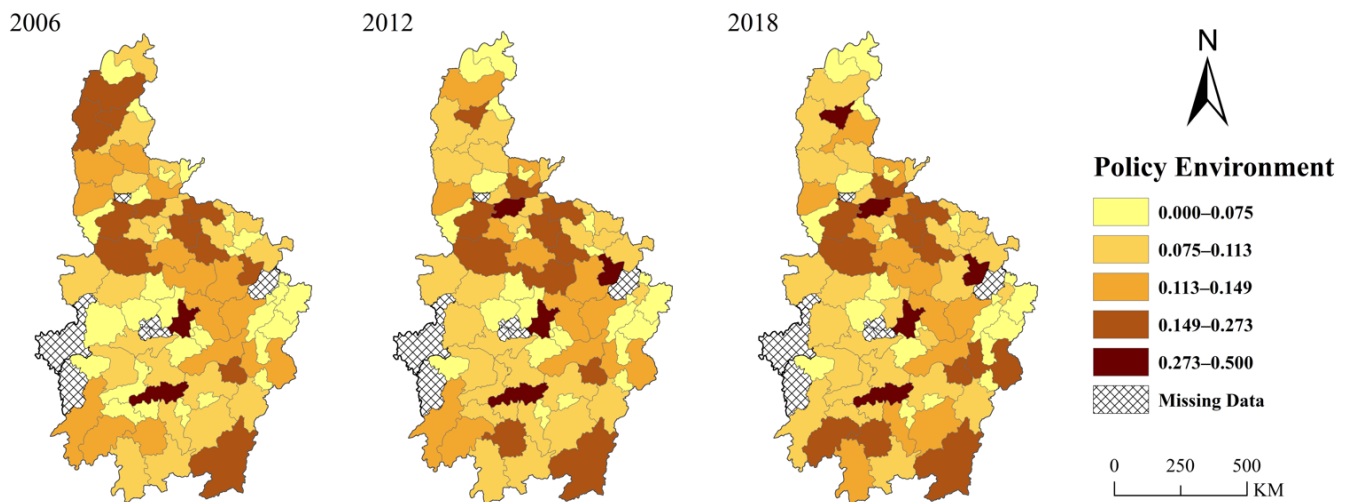 2006
2012
2018
N
Policy Environment
0.000–0.075
0.075–0.113
0.113–0.149
0.149–0.273
0.273–0.500
Missing Data
0 250 500
KM